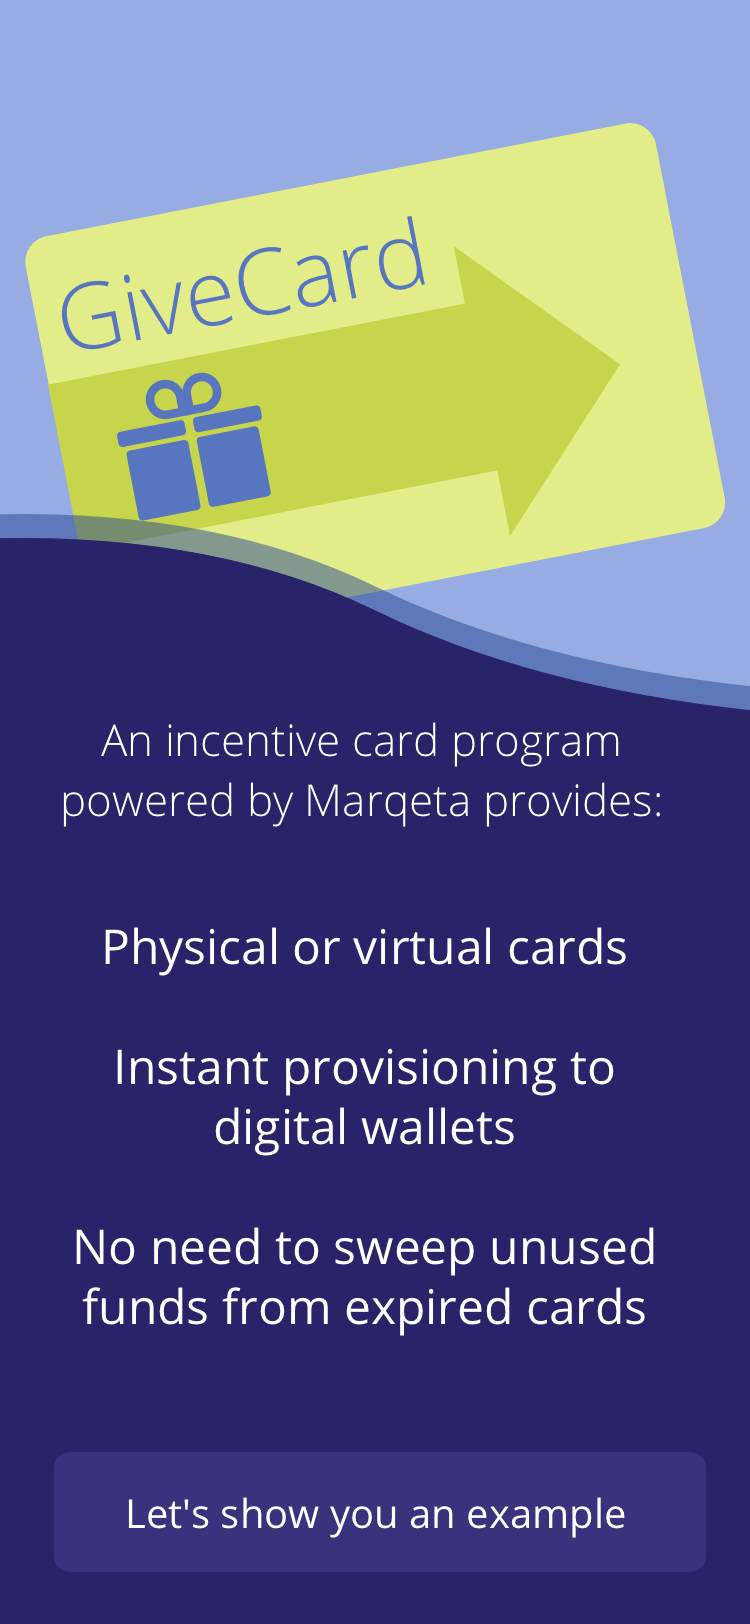 GiveCard
An incentive card program
powered by Marqeta provides:
Physical or virtual cards
Instant provisioning to
digital wallets
No need to sweep unused
funds from expired cards
Let's show you an example